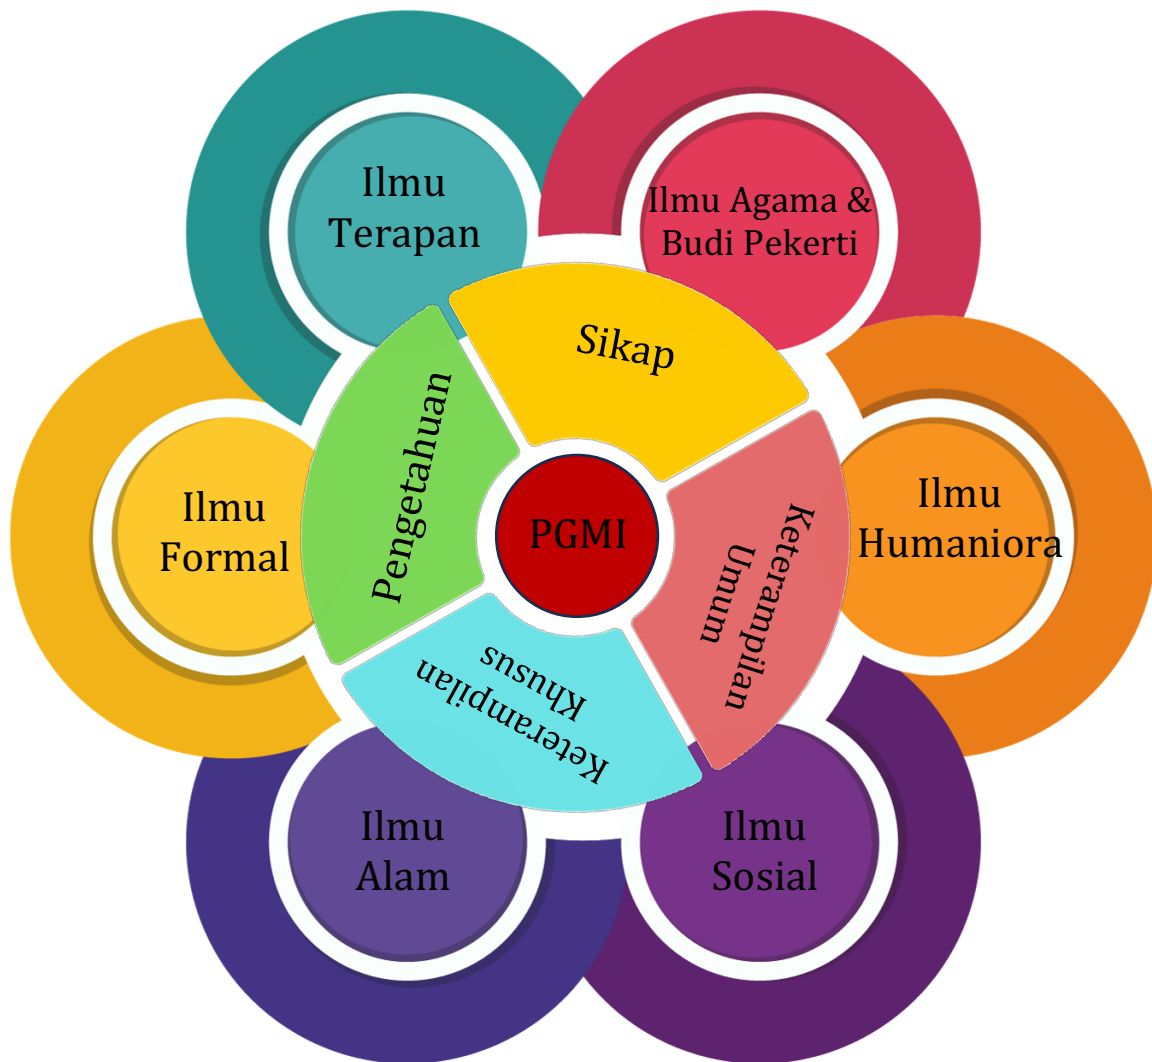 Ilmu
Terapan
Ilmu Agama &
Budi Pekerti
Sikap
Pengetahuan
PGMI
Keterampilan
Umum
Ilmu
Formal
Ilmu
Humaniora
Keterampilan
Khusus
Ilmu
Alam
Ilmu
Sosial